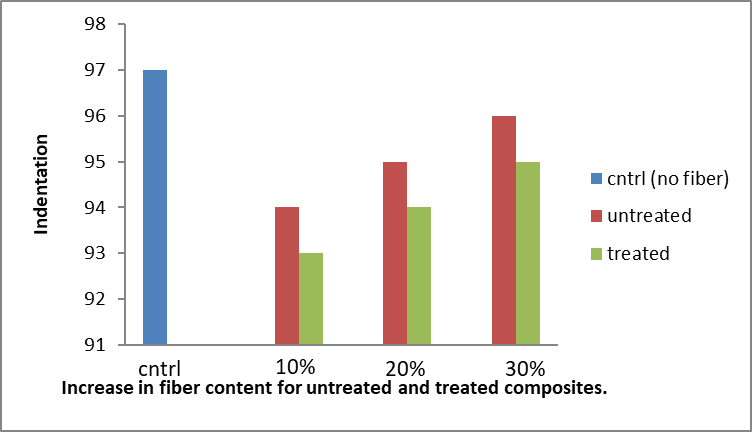 98
97
96
95
94
93
92
91
Indentation
cntrl
10%
20%
30%
Increase in fiber content for untreated and treated composites.
cntrl (no fiber)
untreated
treated